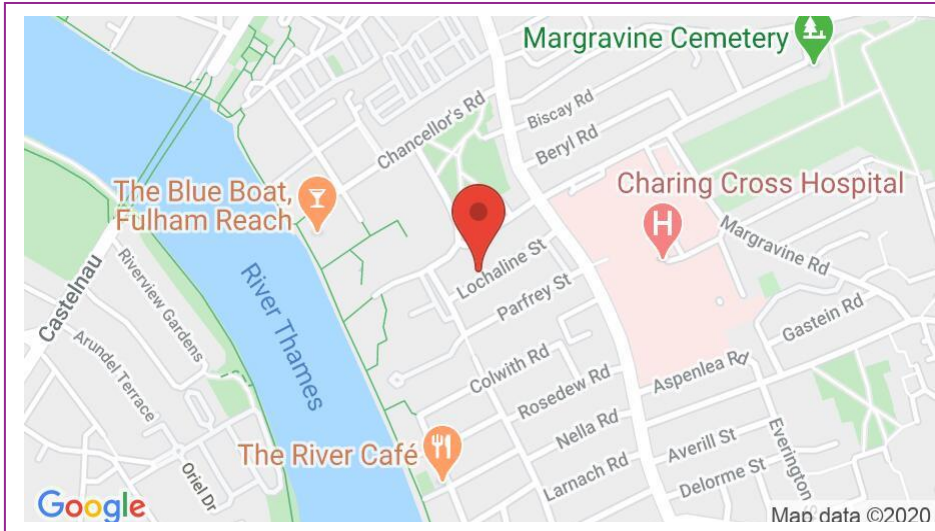 Margravine Cemetery
Biscay Rd
Chancellor's Rd
Beryl Rd
The Blue Boat,
Fulham Reach
Charing Cross Hospital
H
Margravine Rd
Lochaline St
Castelnau
Riverview Gardens
River Thames
Parfrey St
Gastein Rd
Arundel Terrace
Colwith Rd
Aspenlea Rd
Rosedew Rd
Nella Rd
The River Café
Averill St
Everington S
Oriel Dr
Larnach Rd
Delorme St
Google
Map data ©2020